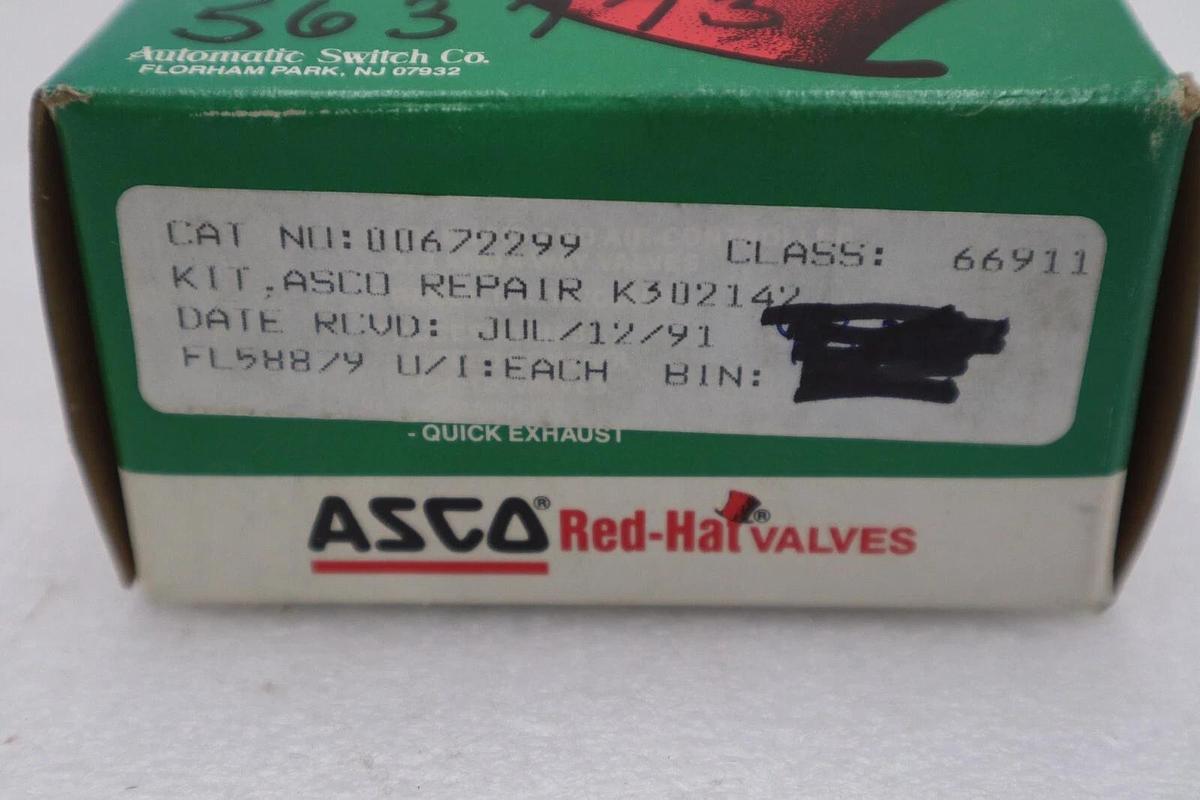 Automatic Switch Co.
FLORHAM PARK, NJ 07932
CAT NO:00672299 CLASS: 66911
KIT,ASCO REPAIR K302142
DATE RCVD: JUL/12/91
FL588/9 U/I:EACH BIN:
- QUICK EXHAUST
ASCO® Red-Hat® VALVES